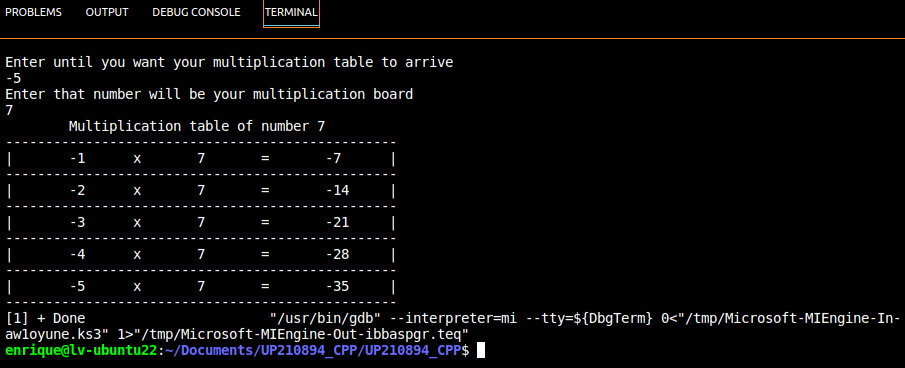 PROBLEMS OUTPUT DEBUG CONSOLE TERMINAL
Enter until you want your multiplication table to arrive
-5
Enter that number will be your multiplication board
7
Multiplication table of number 7
-------------------------------------------------
| -1 x 7 = -7 |
-------------------------------------------------
| -2 x 7 = -14 |
-------------------------------------------------
| -3 x 7 = -21 |
-------------------------------------------------
| -4 x 7 = -28 |
-------------------------------------------------
| -5 x 7 = -35 |
-------------------------------------------------
[1] + Done "/usr/bin/gdb" --interpreter=mi --tty=${DbgTerm} 0<"/tmp/Microsoft-MIEngine-In-
aw1oyune.ks3" 1>"/tmp/Microsoft-MIEngine-Out-ibbaspgr.teq"
enrique@lv-ubuntu22:~/Documents/UP210894_CPP/UP210894_CPP$